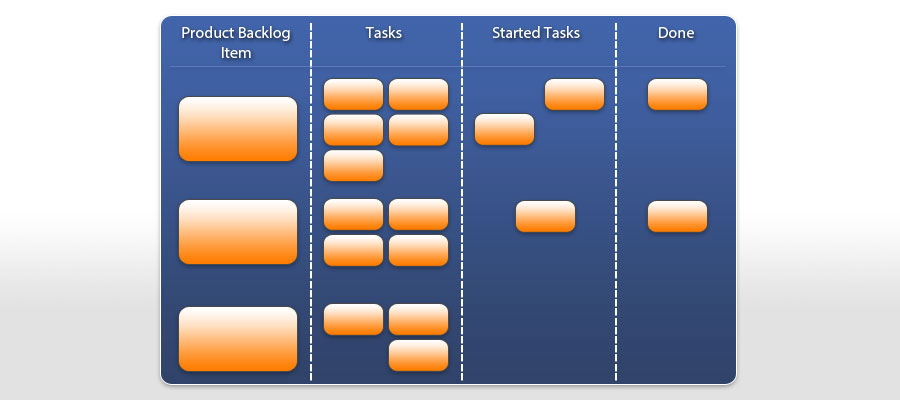 Product Backlog
Item
Tasks
Started Tasks
Done